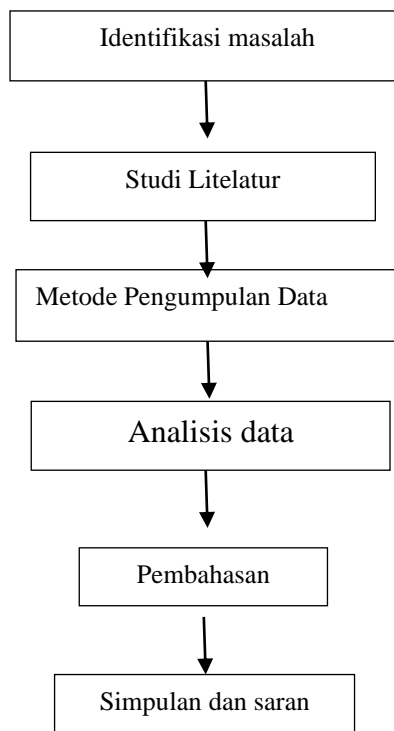 Identifikasi masalah
Studi Litelatur
Metode Pengumpulan Data
Analisis data
Pembahasan
Simpulan dan saran